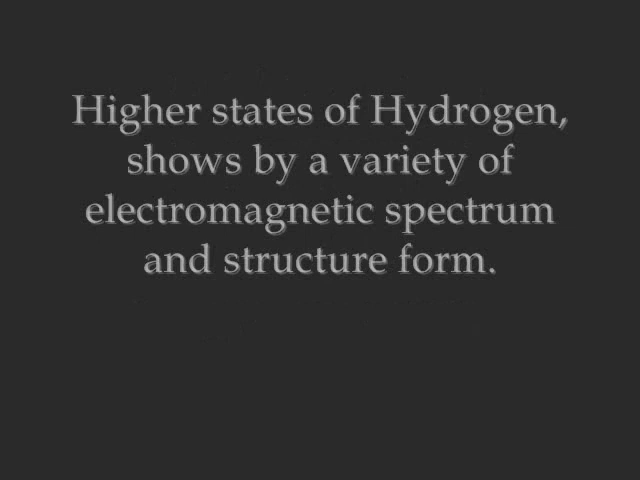 Higher states of Hydrogen,
shows by a variety of
electromagnetic spectrum
and structure form.